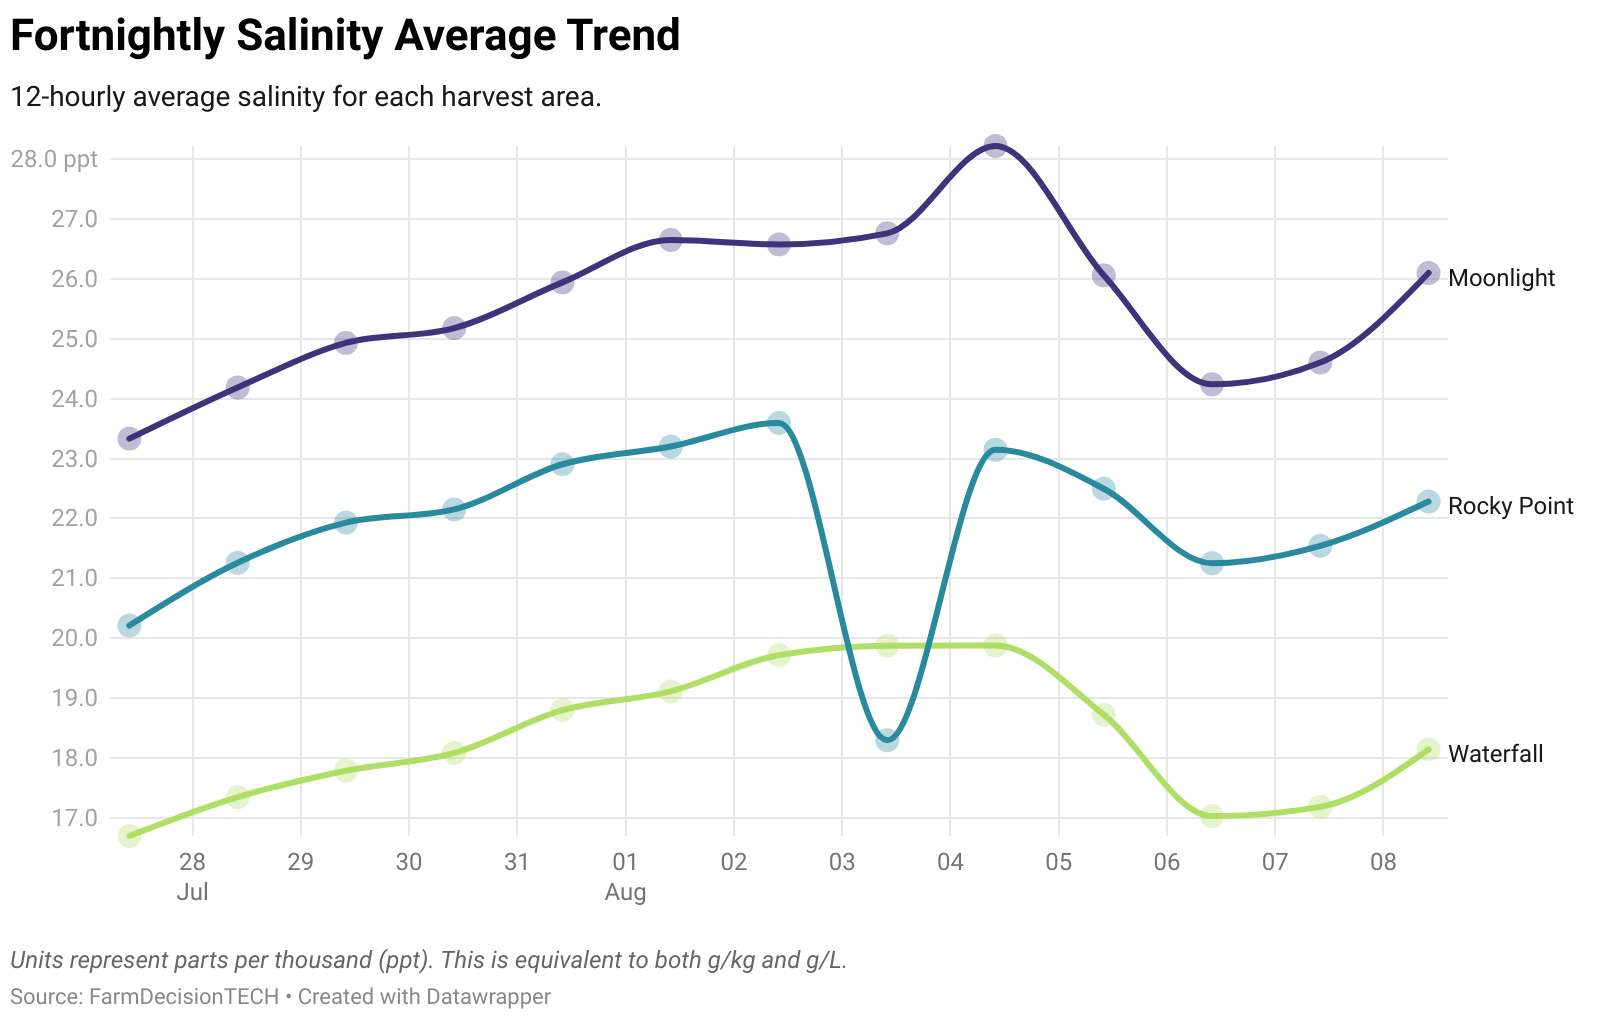 Fortnightly Salinity Average Trend
12-hourly average salinity for each harvest area.
28.0 ppt
27.0
26.0
25.0
24.0
23.0
22.0
21.0
20.0
19.0
18.0
17.0
Moonlight
Rocky Point
Waterfall
28 29 30 31 01 02 03 04 05 06 07 08
Jul Aug
Units represent parts per thousand (ppt). This is equivalent to both g/kg and g/L.
Source: FarmDecisionTECH • Created with Datawrapper